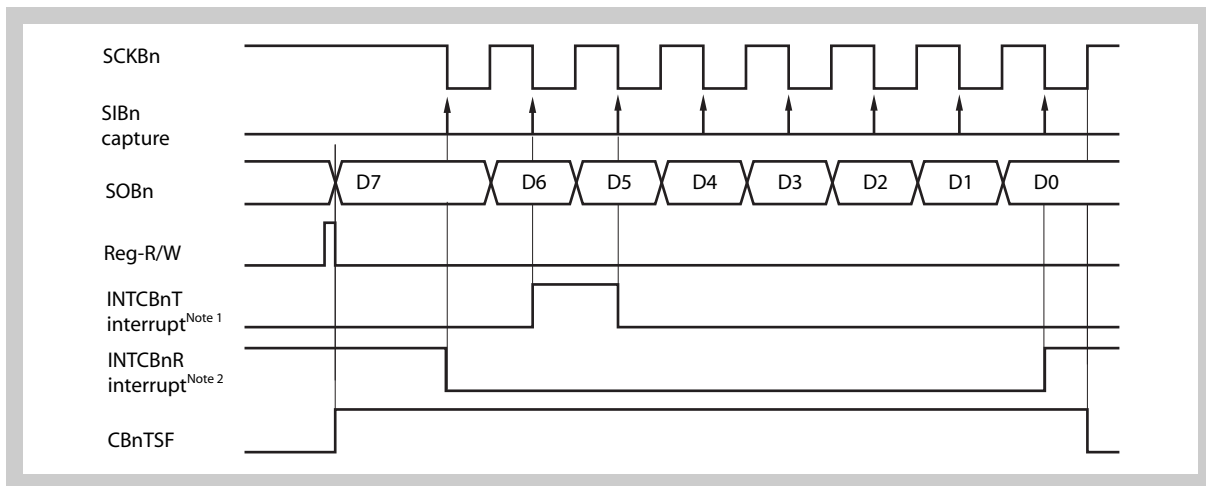 SCKBn
SIBn
capture
SOBn
D7 D6 D5 D4 D3 D2 D1 D0
Reg-R/W
INTCBnT
interruptNote 1
INTCBnR
interruptNote 2
CBnTSF